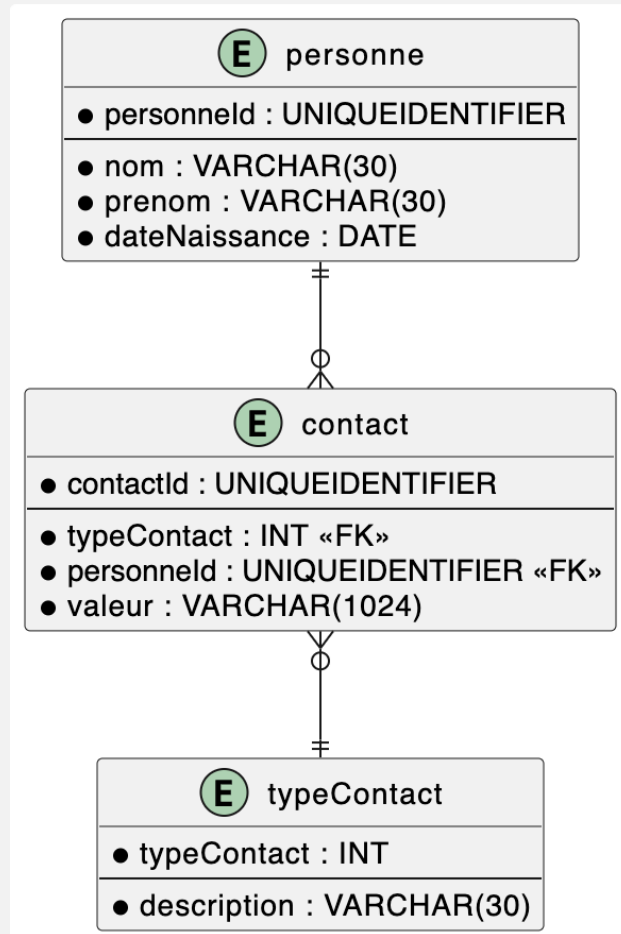 E personne
● personneId : UNIQUEIDENTIFIER
● nom : VARCHAR(30)
● prenom : VARCHAR(30)
● dateNaissance : DATE
E contact
● contactId : UNIQUEIDENTIFIER
● typeContact : INT «FK»
● personneId : UNIQUEIDENTIFIER «FK»
● valeur : VARCHAR(1024)
E typeContact
● typeContact : INT
● description : VARCHAR(30)